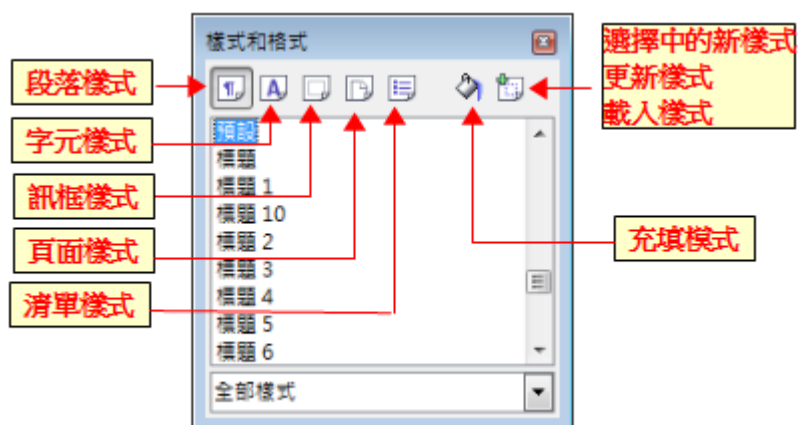 樣式和格式
選擇中的新樣式
更新樣式
載入樣式
段落樣式
字元樣式
訊框樣式
頁面樣式
清單樣式
充填模式
預設
標題
標題 1
標題 10
標題 2
標題 3
標題 4
標題 5
標題 6
全部樣式